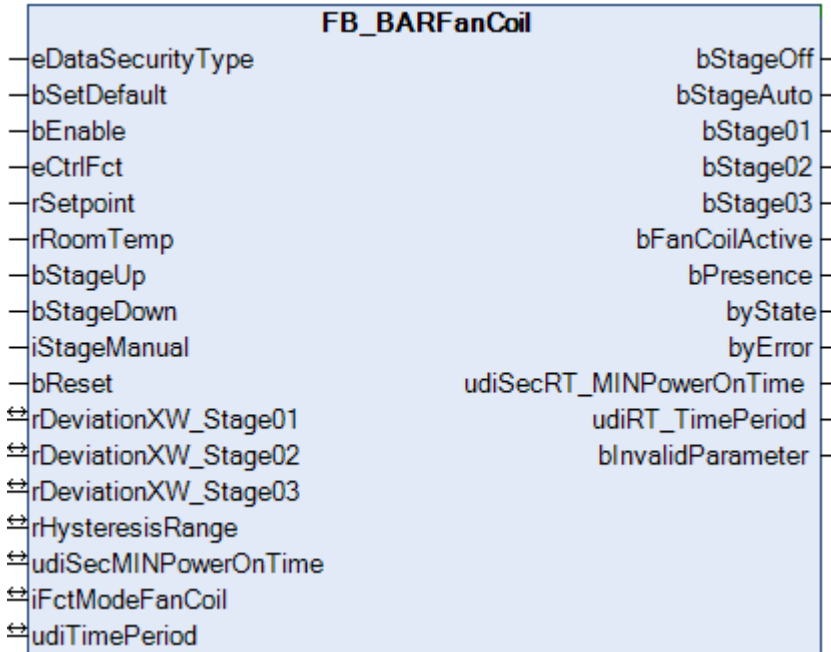 FB_BARFanCoil
eDataSecurityType bStageOff
bSetDefault bStageAuto
bEnable bStage01
eCtrlFct bStage02
rSetpoint bStage03
rRoomTemp bFanCoilActive
bStageUp bPresence
bStageDown byState
iStageManual byError
bReset udiSecRT_MINPowerOnTime
rDeviationXW_Stage01 udiRT_TimePeriod
rDeviationXW_Stage02 bInvalidParameter
rDeviationXW_Stage03
rHysteresisRange
udiSecMINPowerOnTime
iFctModeFanCoil
udiTimePeriod